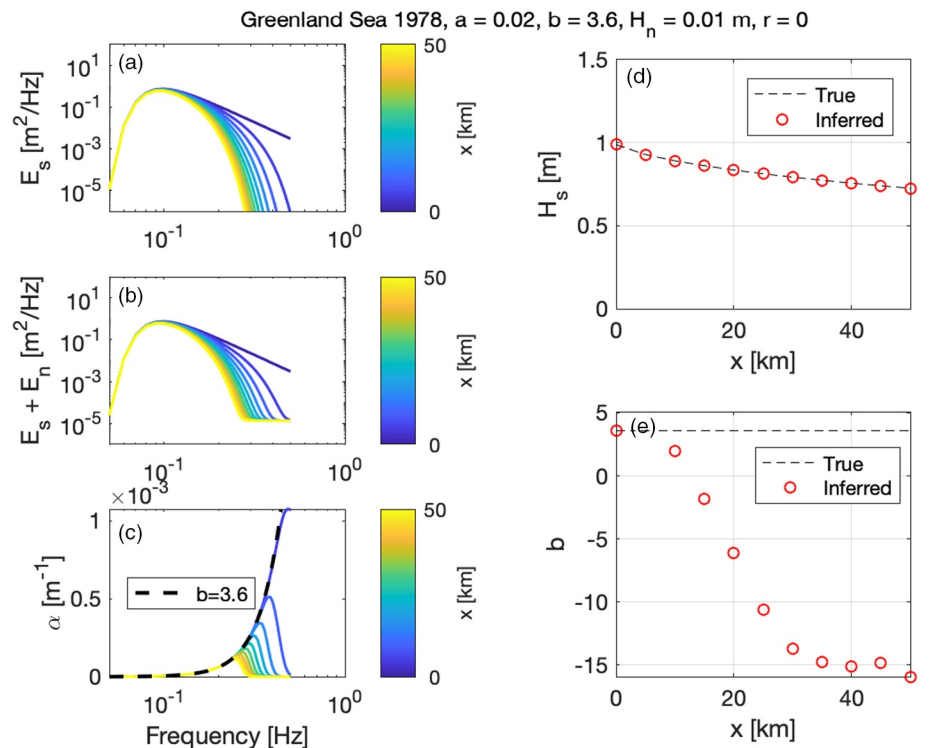 Greenland Sea 1978, a = 0.02, b = 3.6, H_n = 0.01 m, r = 0
(a)
E_s [m^2/Hz]
10^1
10^-1
10^-3
10^-5
10^-1
10^0
50
0
x [km]
(b)
E_s + E_n [m^2/Hz]
10^1
10^-1
10^-3
10^-5
10^-1
10^0
50
0
x [km]
×10^-3
(c)
α [m^-1]
1
0.5
0
b=3.6
10^-1
10^0
Frequency [Hz]
50
0
x [km]
(d)
H_s [m]
1.5
1
0.5
0
True
Inferred
0
20
40
x [km]
(e)
b
5
0
-5
-10
-15
True
Inferred
0
20
40
x [km]